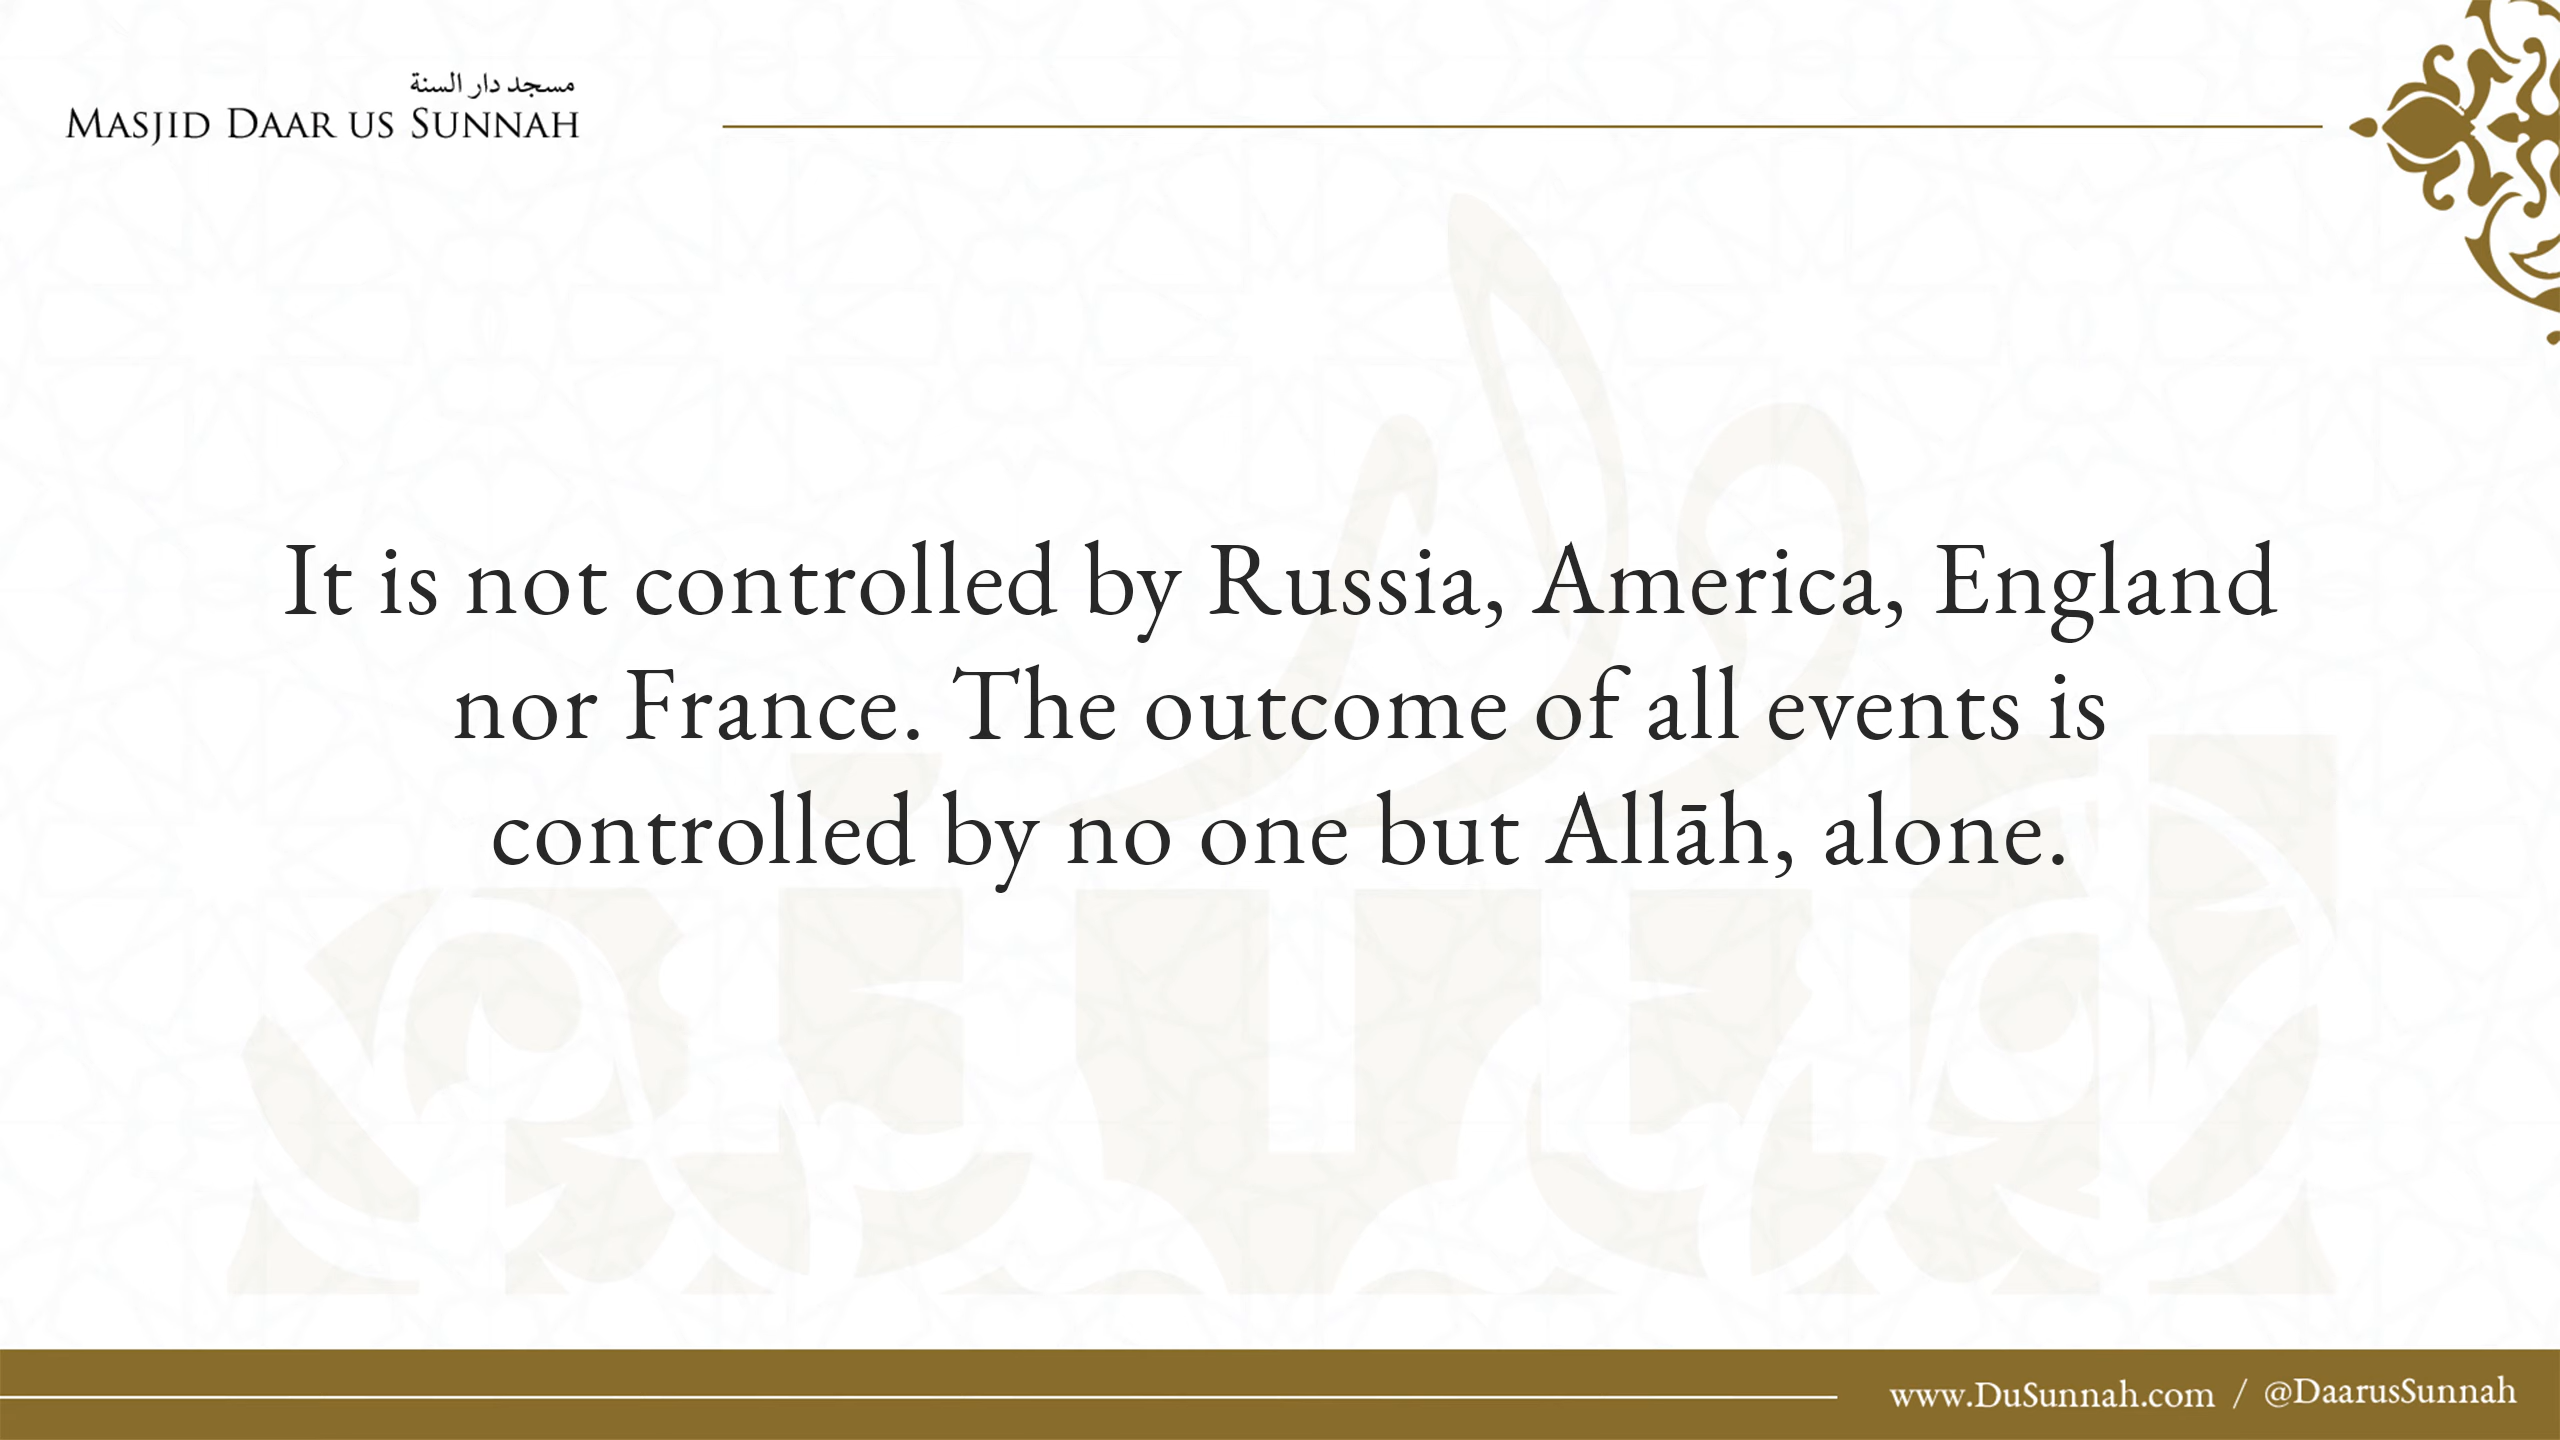 مسجد دار السنة
MASJID DAAR US SUNNAH
It is not controlled by Russia, America, England
nor France. The outcome of all events is
controlled by no one but Allāh, alone.
www.DuSunnah.com / @DaarusSunnah